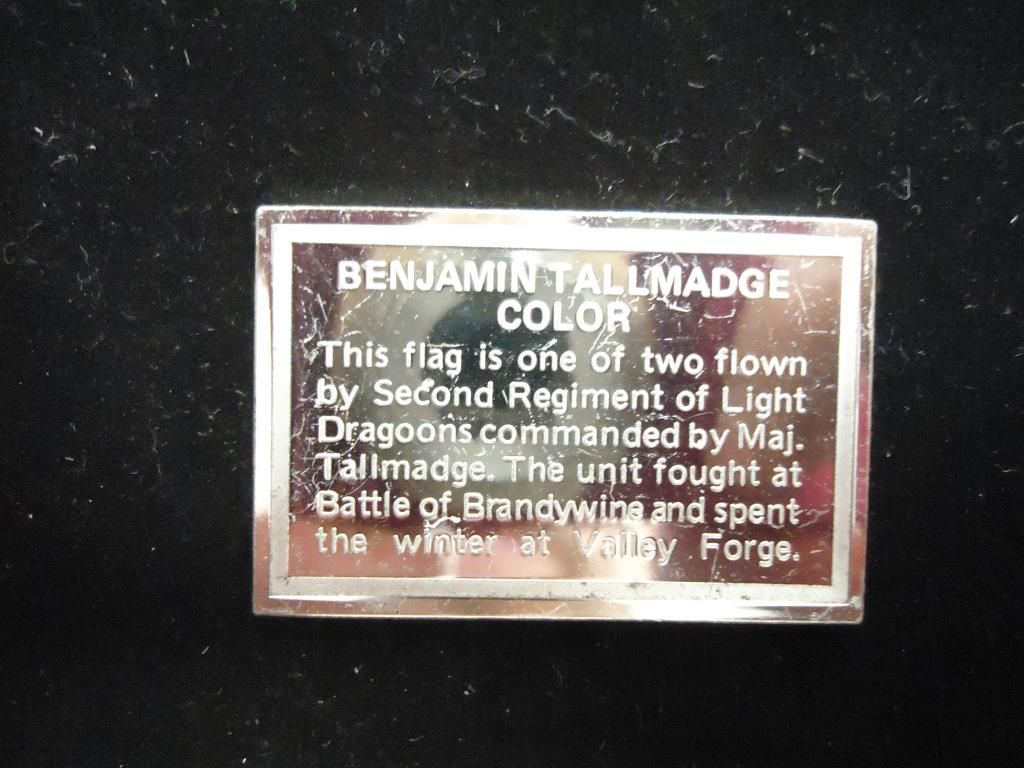 BENJAMIN TALLMADGE
COLOR
This flag is one of two flown
by Second Regiment of Light
Dragoons commanded by Maj.
Tallmadge. The unit fought at
Battle of Brandywine and spent
the winter at Valley Forge.